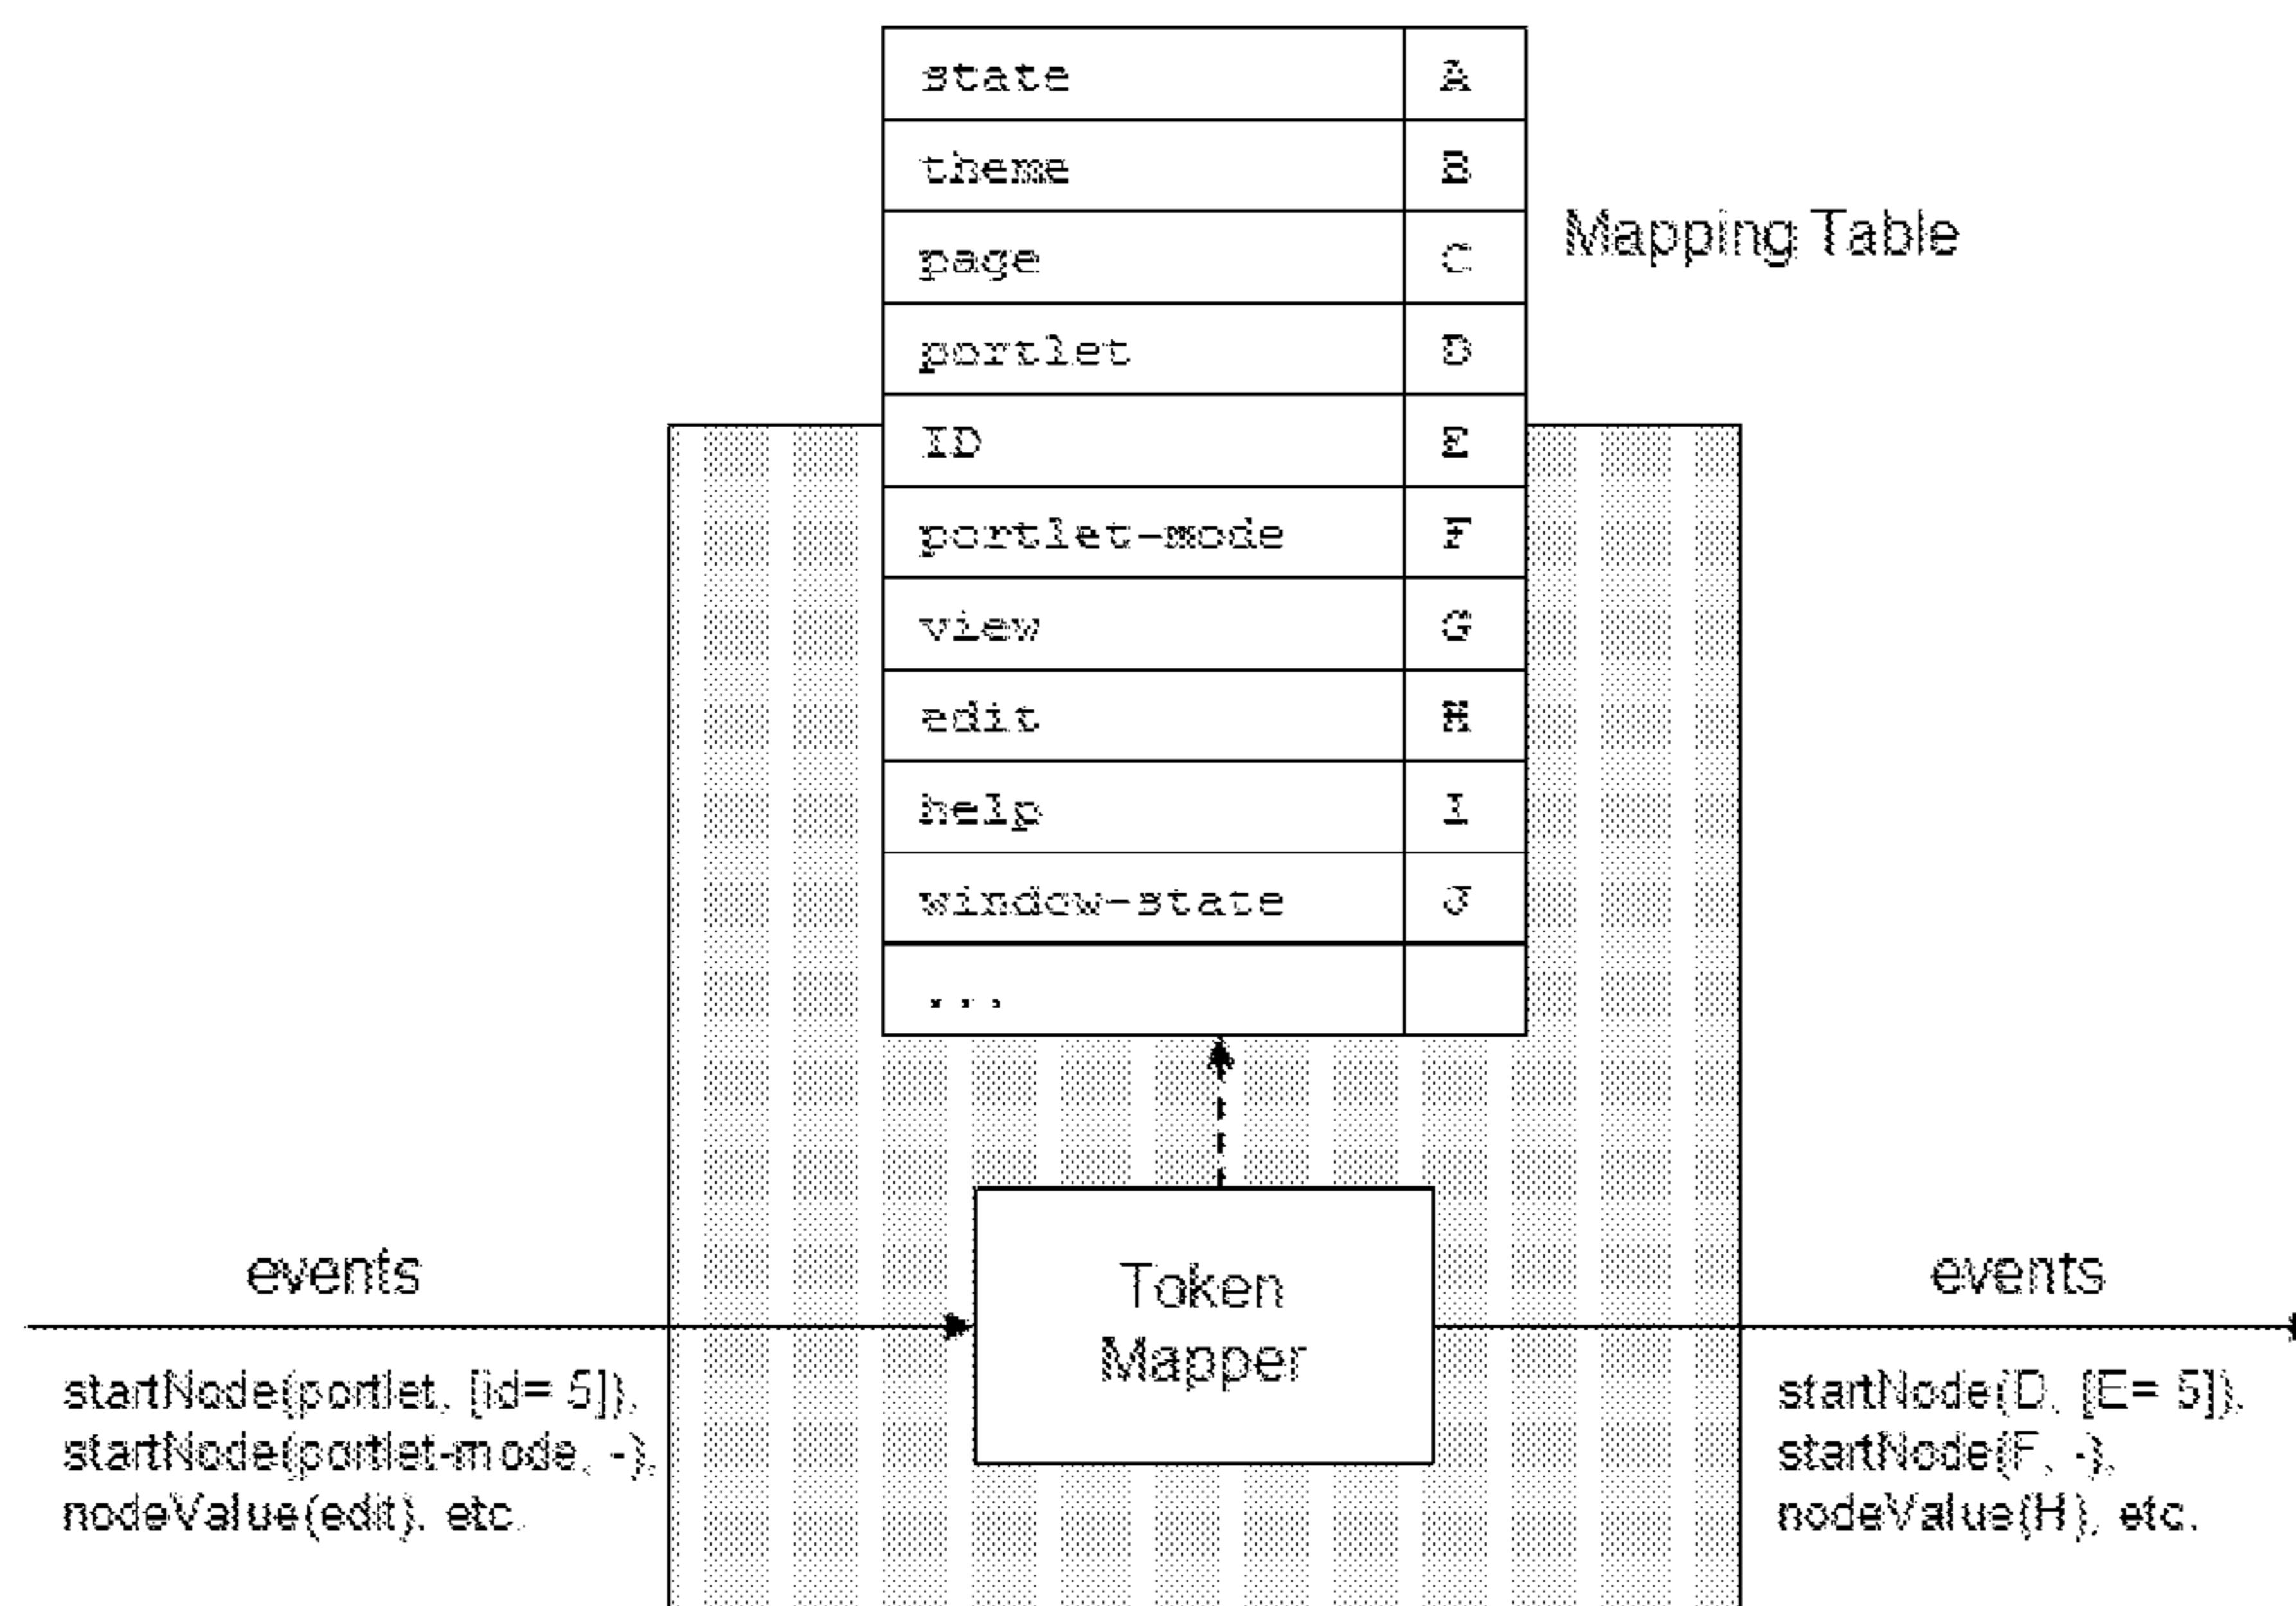 state A
theme B
page C
Mapping Table
portlet D
ID E
portlet-mode F
view G
edit H
help I
window-state J
...
events
Token
Mapper
events
startNode(portlet, [id= 5]),
startNode(portlet-mode, -),
nodeValue(edit), etc.
startNode(D, [E= 5]),
startNode(F, -),
nodeValue(H), etc.